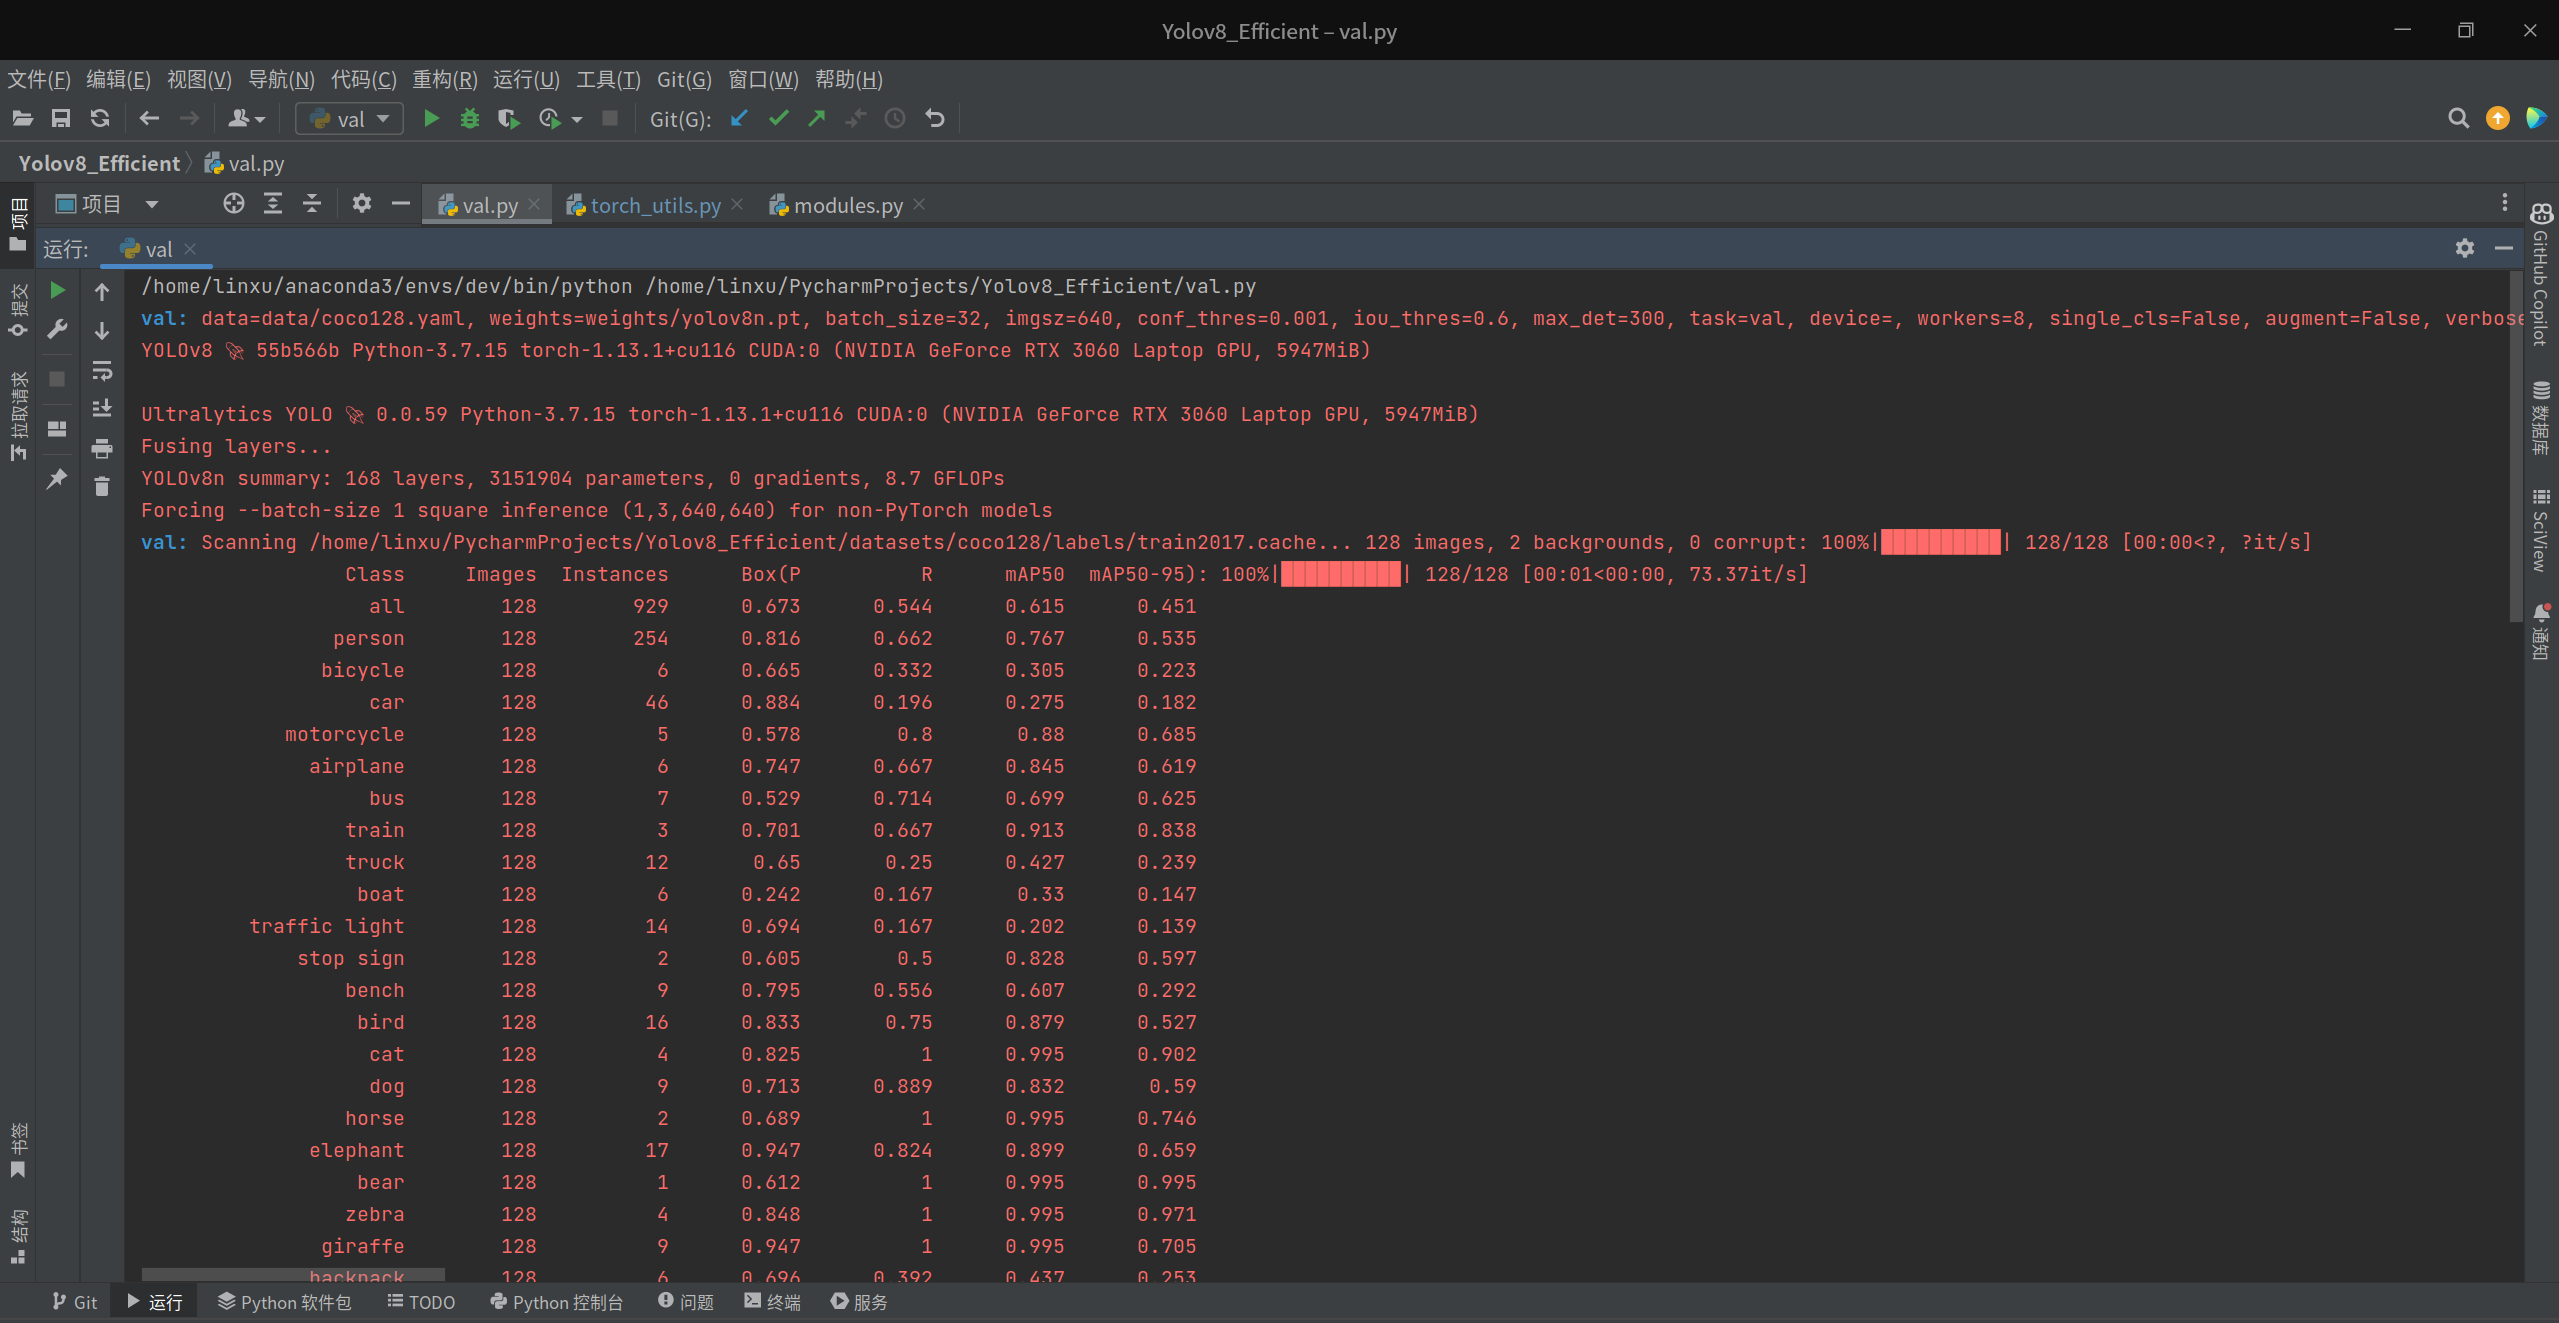 Yolov8_Efficient – val.py
文件(F) 编辑(E) 视图(V) 导航(N) 代码(C) 重构(R) 运行(U) 工具(T) Git(G) 窗口(W) 帮助(H)
val Git(G):
Yolov8_Efficient val.py
项目 val.py torch_utils.py modules.py
运行: val
/home/linxu/anaconda3/envs/dev/bin/python /home/linxu/PycharmProjects/Yolov8_Efficient/val.py
val: data=data/coco128.yaml, weights=weights/yolov8n.pt, batch_size=32, imgsz=640, conf_thres=0.001, iou_thres=0.6, max_det=300, task=val, device=, workers=8, single_cls=False, augment=False, verbose
YOLOv8 🚀 55b566b Python-3.7.15 torch-1.13.1+cu116 CUDA:0 (NVIDIA GeForce RTX 3060 Laptop GPU, 5947MiB)
Ultralytics YOLO 🚀 0.0.59 Python-3.7.15 torch-1.13.1+cu116 CUDA:0 (NVIDIA GeForce RTX 3060 Laptop GPU, 5947MiB)
Fusing layers...
YOLOv8n summary: 168 layers, 3151904 parameters, 0 gradients, 8.7 GFLOPs
Forcing --batch-size 1 square inference (1,3,640,640) for non-PyTorch models
val: Scanning /home/linxu/PycharmProjects/Yolov8_Efficient/datasets/coco128/labels/train2017.cache... 128 images, 2 backgrounds, 0 corrupt: 100%|██████████| 128/128 [00:00<?, ?it/s]
Class Images Instances Box(P R mAP50 mAP50-95): 100%|██████████| 128/128 [00:01<00:00, 73.37it/s]
all 128 929 0.673 0.544 0.615 0.451
person 128 254 0.816 0.662 0.767 0.535
bicycle 128 6 0.665 0.332 0.305 0.223
car 128 46 0.884 0.196 0.275 0.182
motorcycle 128 5 0.578 0.8 0.88 0.685
airplane 128 6 0.747 0.667 0.845 0.619
bus 128 7 0.529 0.714 0.699 0.625
train 128 3 0.701 0.667 0.913 0.838
truck 128 12 0.65 0.25 0.427 0.239
boat 128 6 0.242 0.167 0.33 0.147
traffic light 128 14 0.694 0.167 0.202 0.139
stop sign 128 2 0.605 0.5 0.828 0.597
bench 128 9 0.795 0.556 0.607 0.292
bird 128 16 0.833 0.75 0.879 0.527
cat 128 4 0.825 1 0.995 0.902
dog 128 9 0.713 0.889 0.832 0.59
horse 128 2 0.689 1 0.995 0.746
elephant 128 17 0.947 0.824 0.899 0.659
bear 128 1 0.612 1 0.995 0.995
zebra 128 4 0.848 1 0.995 0.971
giraffe 128 9 0.947 1 0.995 0.705
backpack 128 6 0.696 0.392 0.437 0.253
项目
提交
拉取请求
书签
结构
GitHub Copilot
数据库
SciView
通知
Git 运行 Python 软件包 TODO Python 控制台 问题 终端 服务